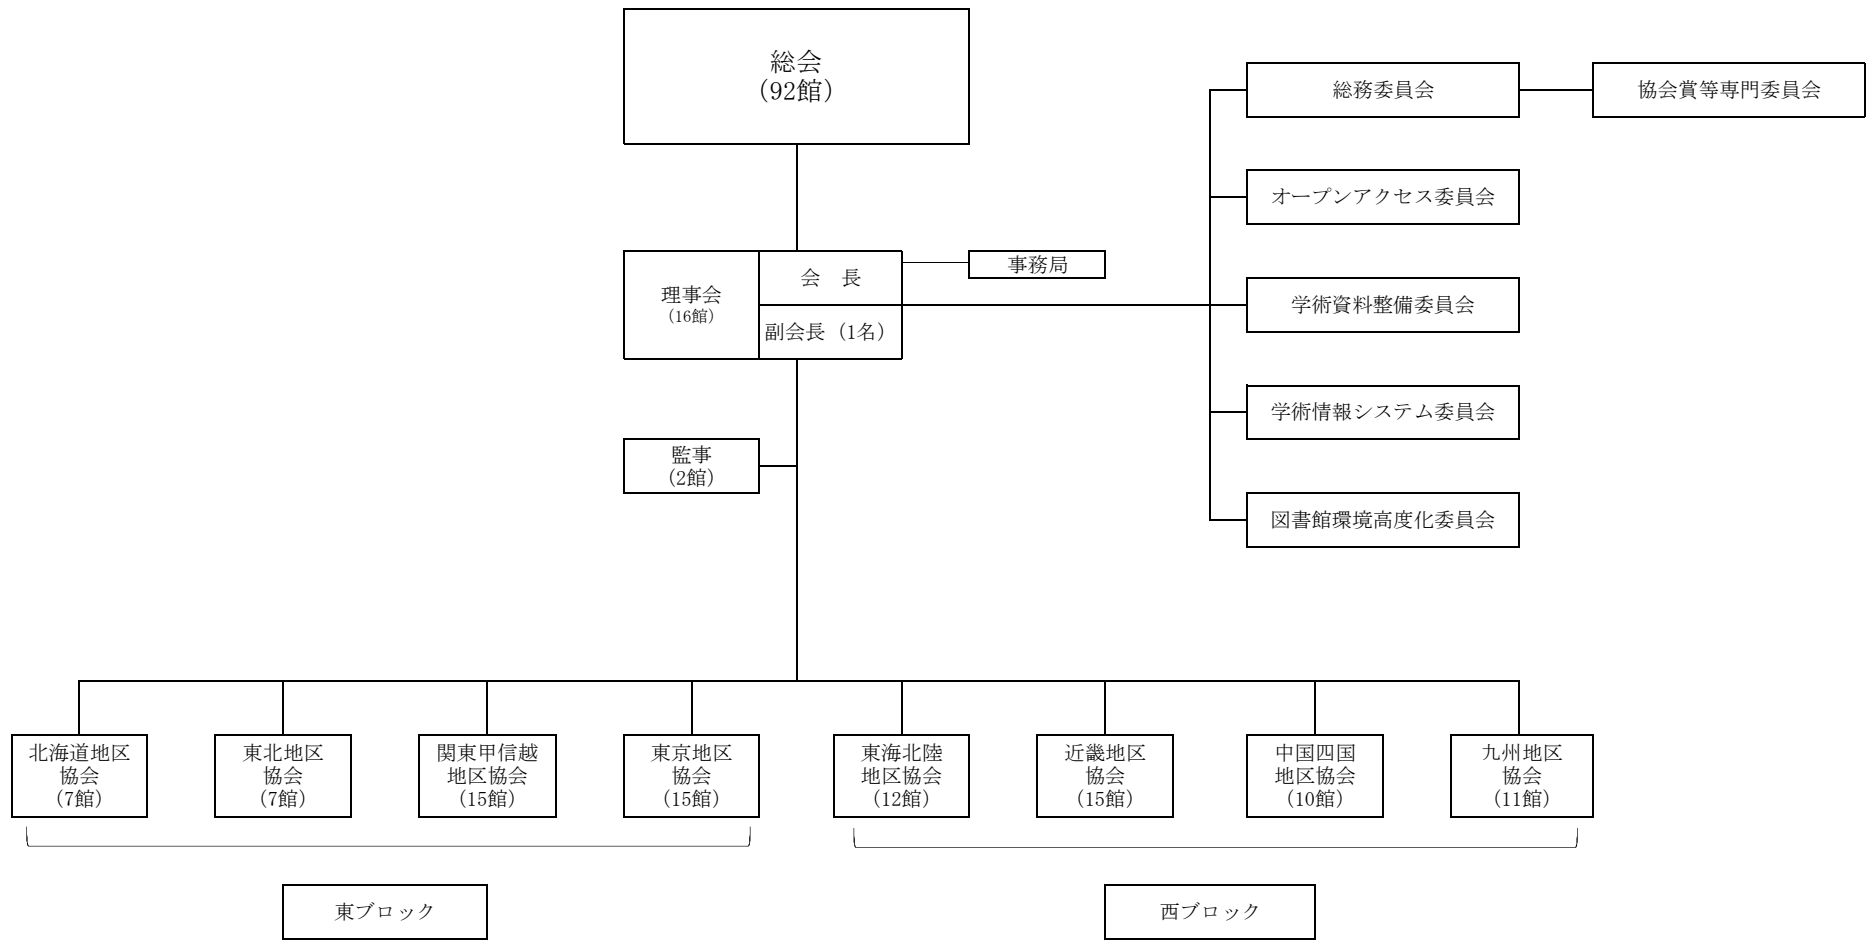 総会
（92館）
総務委員会
協会賞等専門委員会
オープンアクセス委員会
会　長
事務局
理事会
（16館）
副会長（1名）
学術資料整備委員会
学術情報システム委員会
監事
（2館）
図書館環境高度化委員会
北海道地区
協会
（7館）
東北地区
協会
（7館）
関東甲信越
地区協会
（15館）
東京地区
協会
（15館）
東海北陸
地区協会
（12館）
近畿地区
協会
（15館）
中国四国
地区協会
（10館）
九州地区
協会
（11館）
東ブロック
西ブロック